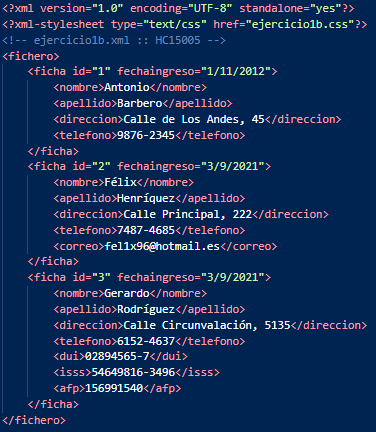 <?xml version="1.0" encoding="UTF-8" standalone="yes"?>
<?xml-stylesheet type="text/css" href="ejercicio1b.css"?>
<!-- ejercicio1b.xml :: HC15005 -->
<fichero>
    <ficha id="1" fechaingreso="1/11/2012">
        <nombre>Antonio</nombre>
        <apellido>Barbero</apellido>
        <direccion>Calle de Los Andes, 45</direccion>
        <telefono>9876-2345</telefono>
    </ficha>
    <ficha id="2" fechaingreso="3/9/2021">
        <nombre>Félix</nombre>
        <apellido>Henríquez</apellido>
        <direccion>Calle Principal, 222</direccion>
        <telefono>7487-4685</telefono>
        <correo>fel1x96@hotmail.es</correo>
    </ficha>
    <ficha id="3" fechaingreso="3/9/2021">
        <nombre>Gerardo</nombre>
        <apellido>Rodríguez</apellido>
        <direccion>Calle Circunvalación, 5135</direccion>
        <telefono>6152-4637</telefono>
        <dui>02894565-7</dui>
        <isss>54649816-3496</isss>
        <afp>156991540</afp>
    </ficha>
</fichero>